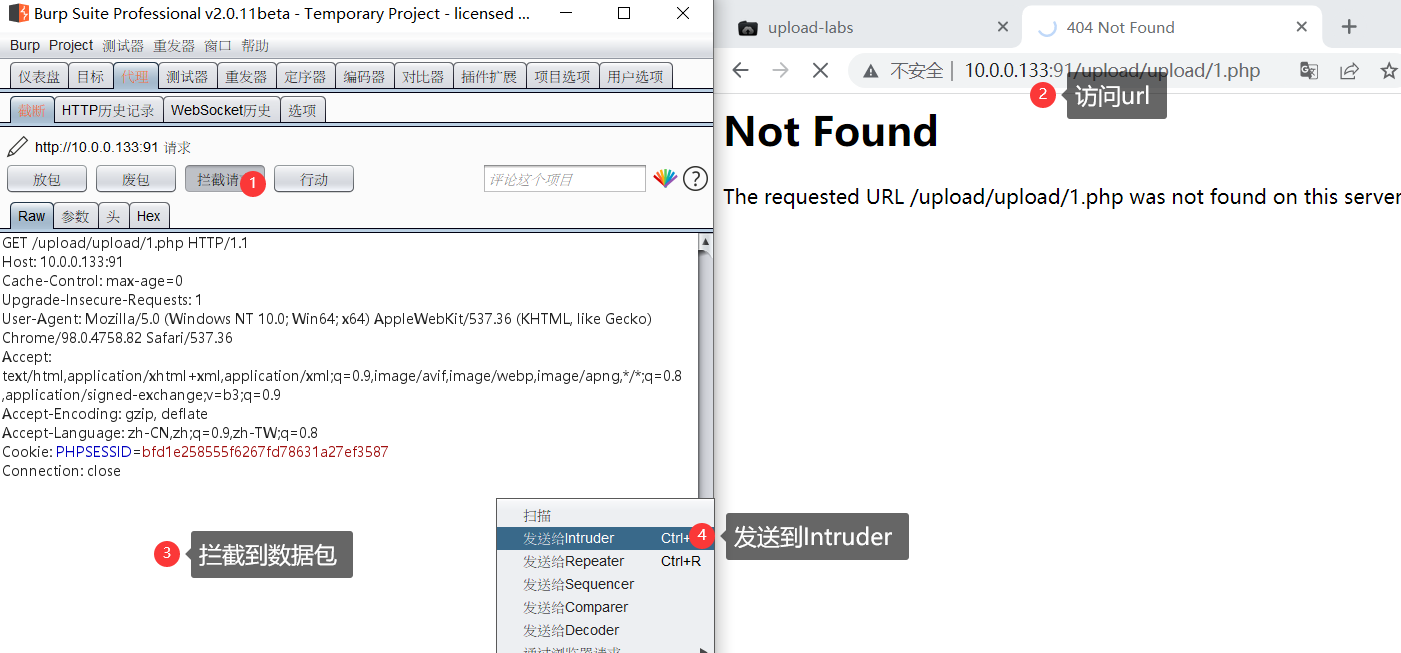 Burp Suite Professional v2.0.11beta - Temporary Project - licensed ...
Burp Project 测试器 重发器 窗口 帮助
仪表盘 目标 代理 测试器 重发器 定序器 编码器 对比器 插件扩展 项目选项 用户选项
截断 HTTP历史记录 WebSocket历史 选项
http://10.0.0.133:91 请求
放包 废包 拦截请 1 行动 评论这个项目 ?
Raw 参数 头 Hex
GET /upload/upload/1.php HTTP/1.1
Host: 10.0.0.133:91
Cache-Control: max-age=0
Upgrade-Insecure-Requests: 1
User-Agent: Mozilla/5.0 (Windows NT 10.0; Win64; x64) AppleWebKit/537.36 (KHTML, like Gecko)
Chrome/98.0.4758.82 Safari/537.36
Accept:
text/html,application/xhtml+xml,application/xml;q=0.9,image/avif,image/webp,image/apng,*/*;q=0.8
,application/signed-exchange;v=b3;q=0.9
Accept-Encoding: gzip, deflate
Accept-Language: zh-CN,zh;q=0.9,zh-TW;q=0.8
Cookie: PHPSESSID=bfd1e258555f6267fd78631a27ef3587
Connection: close
3 拦截到数据包
扫描
发送给Intruder Ctrl+ 4
发送给Repeater Ctrl+R
发送给Sequencer
发送给Comparer
发送给Decoder
通过浏览器请求
upload-labs
404 Not Found
不安全 10.0.0.133:91/upload/upload/1.php
2 访问url
Not Found
The requested URL /upload/upload/1.php was not found on this server
发送到Intruder